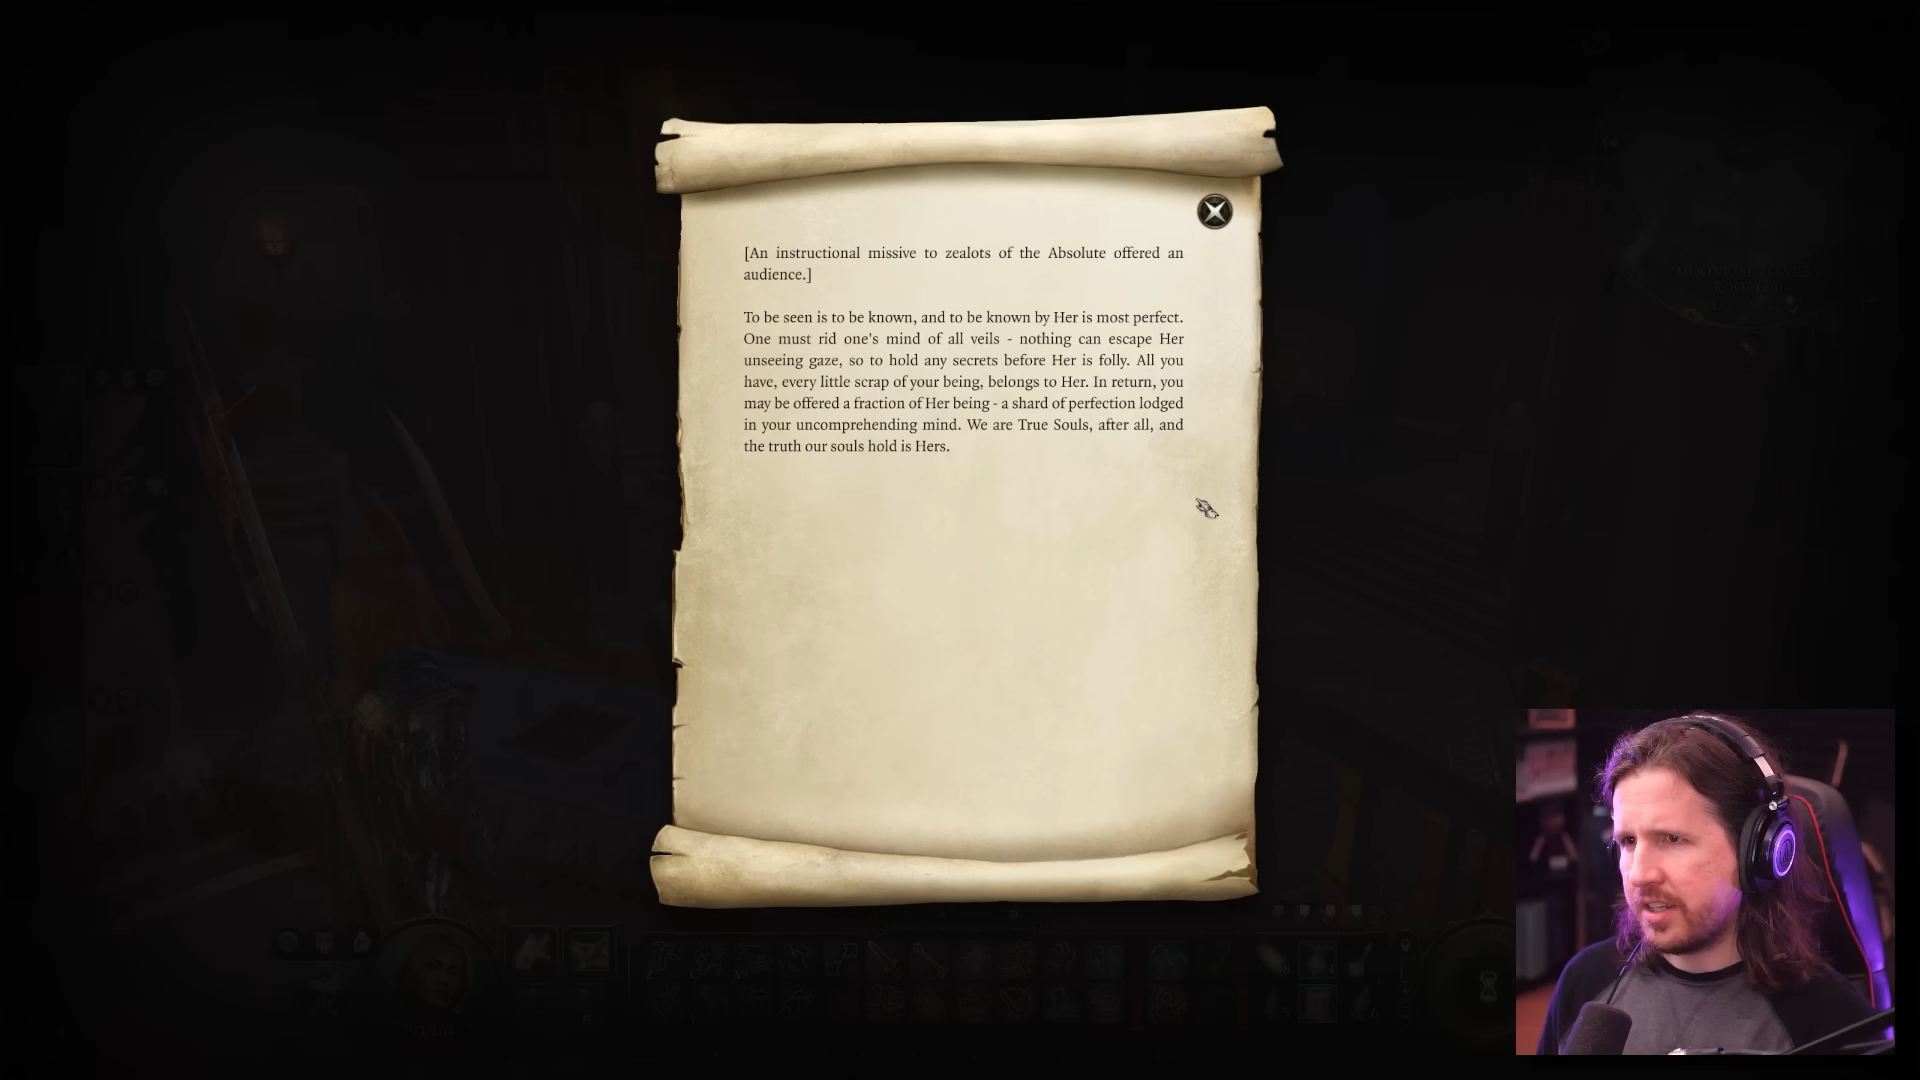 [An instructional missive to zealots of the Absolute offered an
audience.]
To be seen is to be known, and to be known by Her is most perfect.
One must rid one's mind of all veils - nothing can escape Her
unseeing gaze, so to hold any secrets before Her is folly. All you
have, every little scrap of your being, belongs to Her. In return, you
may be offered a fraction of Her being - a shard of perfection lodged
in your uncomprehending mind. We are True Souls, after all, and
the truth our souls hold is Hers.
MOONRISE TOWERS
ROOFTOP